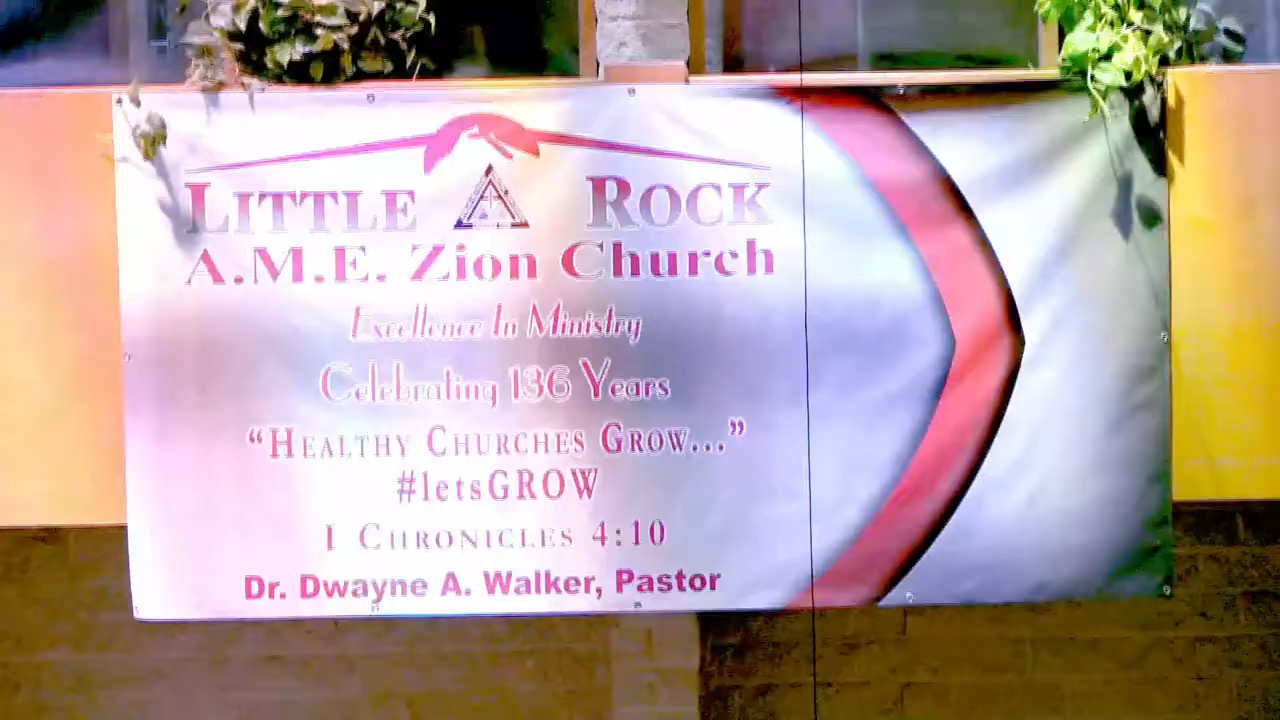 LITTLE ROCK
A.M.E. Zion Church
Excellence In Ministry
Celebrating 136 Years
“HEALTHY CHURCHES GROW...”
#letsGROW
I CHRONICLES 4:10
Dr. Dwayne A. Walker, Pastor